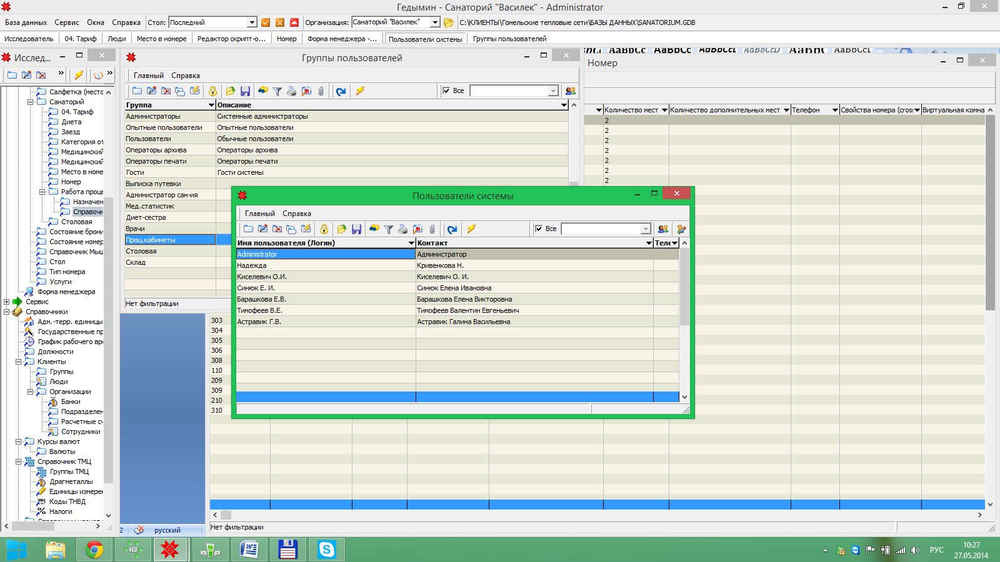 Гедымин - Санаторий "Василек" - Administrator
База данных Сервис Окна Справка Стол: Последний Организация: Санаторий "Василек" C:\КЛИЕНТЫ\Гомельские тепловые сети\БАЗЫ ДАННЫХ\SANATORIUM.GDB
Исследователь 04. Тариф Люди Место в номере Редактор скрипт-о... Номер Форма менеджера -... Пользователи системы Группы пользователей
Исслед...
Салфетка (место
Санаторий
04. Тариф
Диета
Заезд
Категория от
Медицинский
Медицинский
Место в номе
Номер
Работа проце
Назначен
Справочн
Столовая
Состояние брони
Состояние номер
Справочник Мыш
Стол
Тип номера
Услуги
Форма менеджера
Сервис
Справочники
Адм.-терр. единицы
Государственные пр
График рабочего вре
Должности
Клиенты
Группы
Люди
Организации
Банки
Подразделен
Расчетные сч
Сотрудники
Курсы валют
Валюты
Справочник ТМЦ
Группы ТМЦ
Драгметаллы
Единицы измерен
Коды ТНВД
Налоги
Группы пользователей
Главный Справка
Все
Группа Описание
Администраторы Системные администраторы
Опытные пользователи Опытные пользователи
Пользователи Обычные пользователи
Операторы архива Операторы архива
Операторы печати Операторы печати
Гости Гости системы
Выписка путевки
Администратор сан-ия
Мед.статистик
Диет-сестра
Врачи
Проц.кабинеты
Столовая
Склад
Нет фильтрации
Пользователи системы
Главный Справка
Все
Имя пользователя (Логин) Контакт Теле
Administrator Администратор
Надежда Кривенкова Н.
Киселевич О.И. Киселевич О. И.
Синюк Е. И. Синюк Елена Ивановна
Барашкова Е.В. Барашкова Елена Викторовна
Тимофеев В.Е. Тимофеев Валентин Евгеньевич
Астравик Г.В. Астравик Галина Васильевна
AaBbCc AaBbCc AaBbCcL AaBbCcD AaBbC AaBbCcI
Номер
Количество мест Количество дополнительных мест Телефон Свойства номера (cros Виртуальная комна
2
2
2
2
2
2
2
303
304
305
306
308
110
209
309
210
310
Нет фильтрации
2 русский
РУС
10:27
27.05.2014